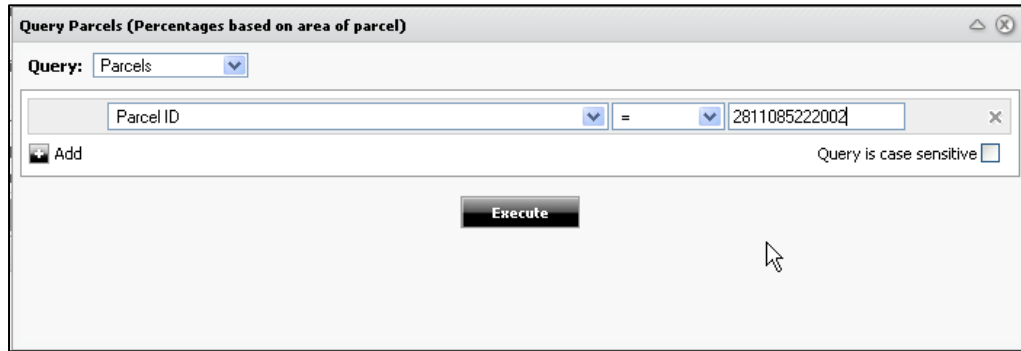 Query Parcels (Percentages based on area of parcel)
Query: Parcels
Parcel ID = 2811085222002
Add Query is case sensitive
Execute